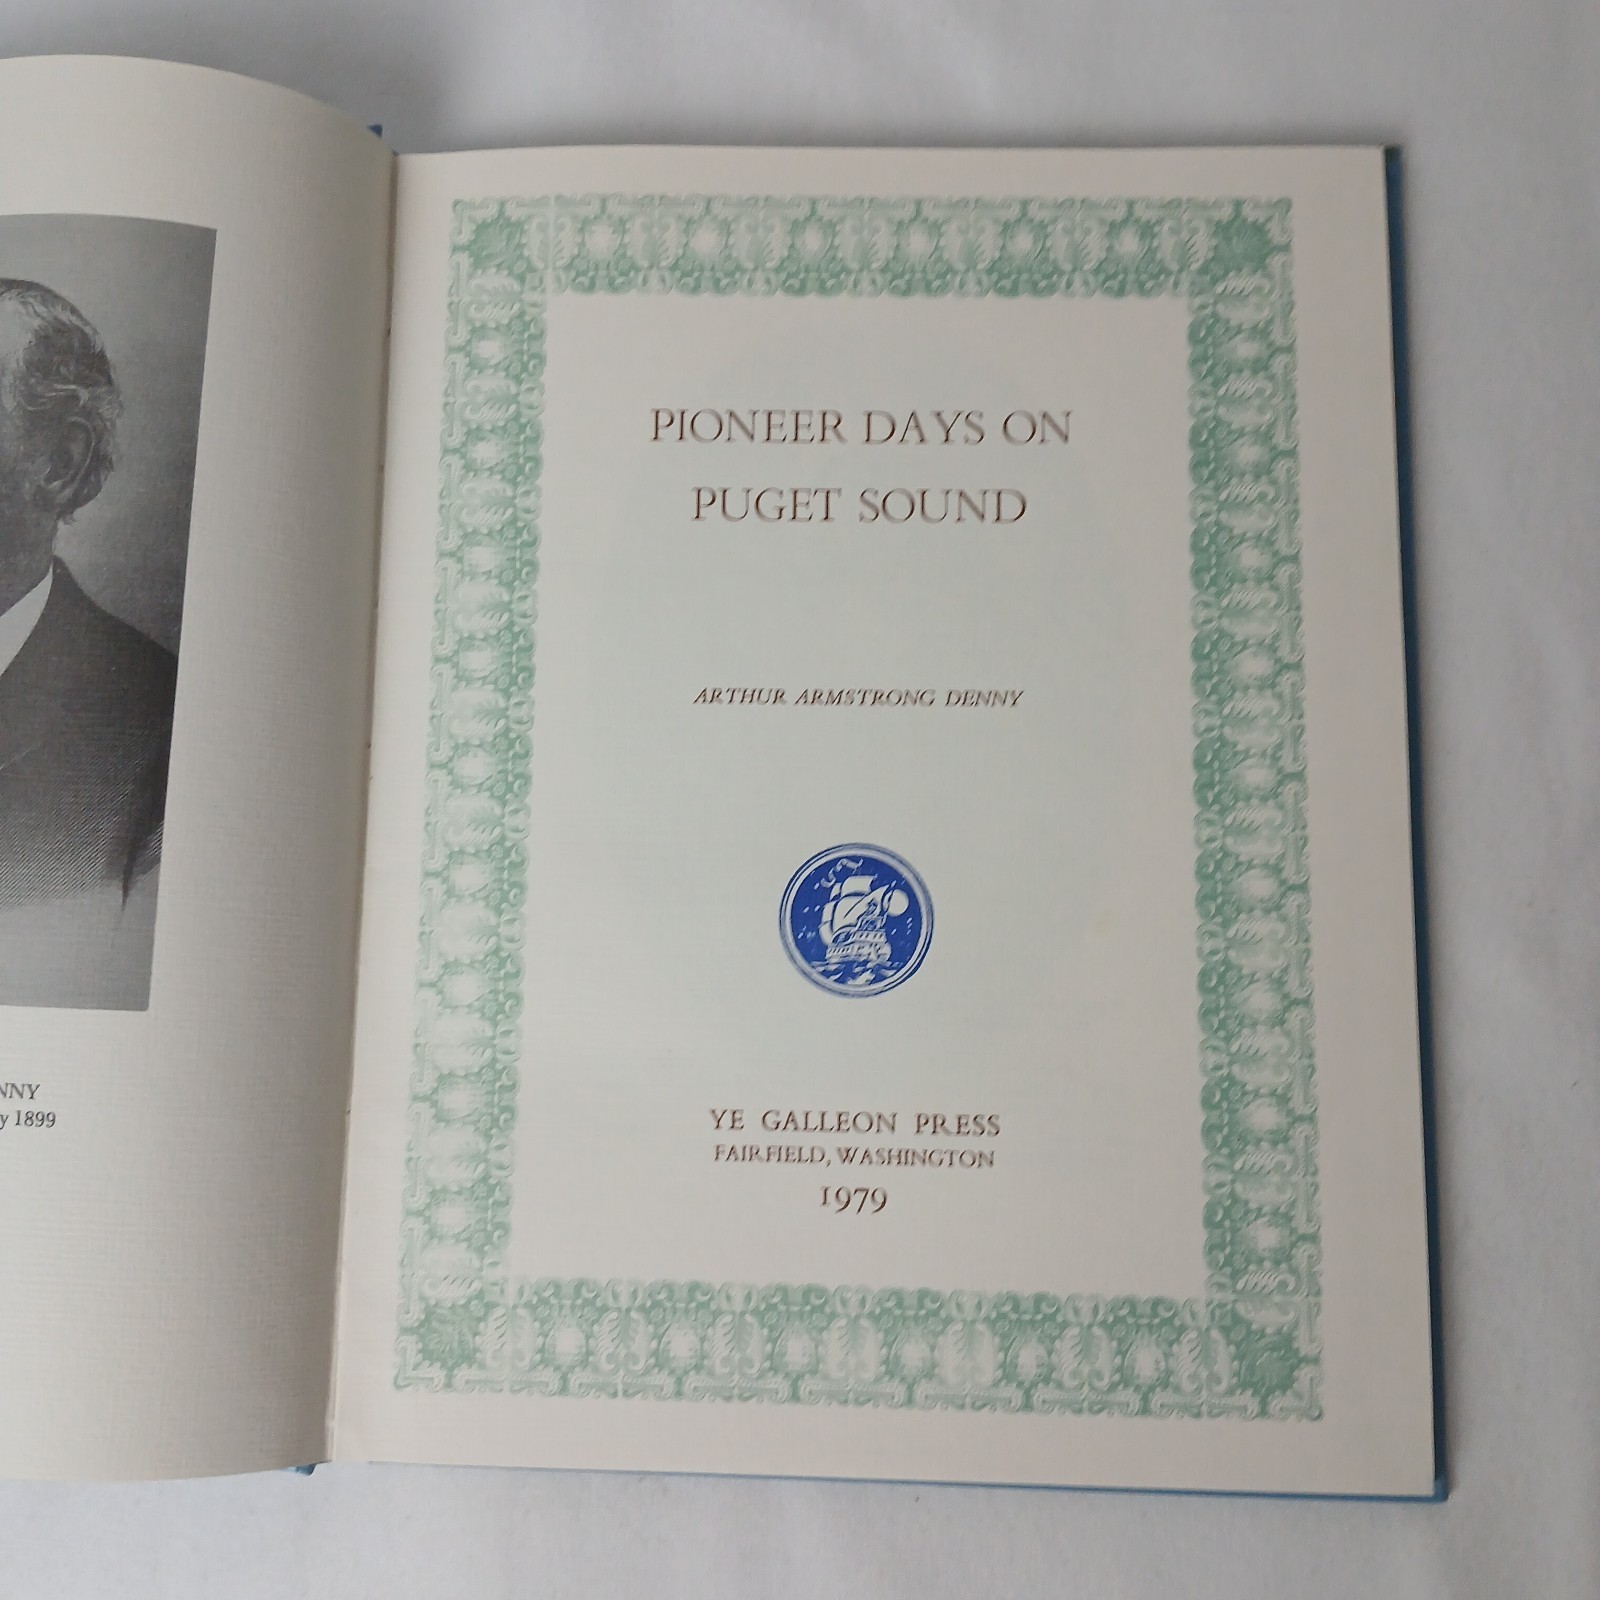 NNY
y 1899
PIONEER DAYS ON
PUGET SOUND
ARTHUR ARMSTRONG DENNY
YE GALLEON PRESS
FAIRFIELD, WASHINGTON
1979